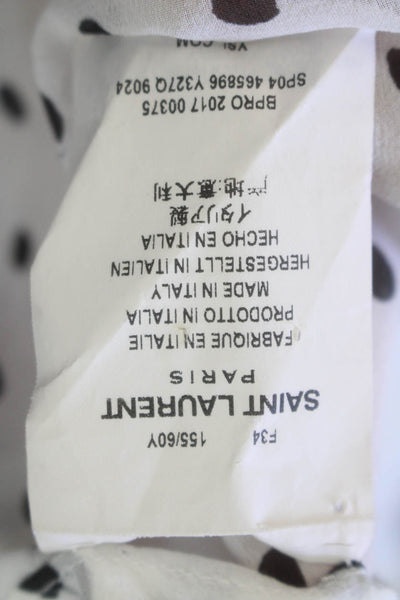 F34 155/60Y
SAINT LAURENT
PARIS
FABRIQUE EN ITALIE
PRODOTTO IN ITALIA
MADE IN ITALY
HERGESTELLT IN ITALIEN
HECHO EN ITALIA
イタリア製
产地:意大利
BPRO 2017 00375
SP04 465896 Y327Q 9024
YSL.COM